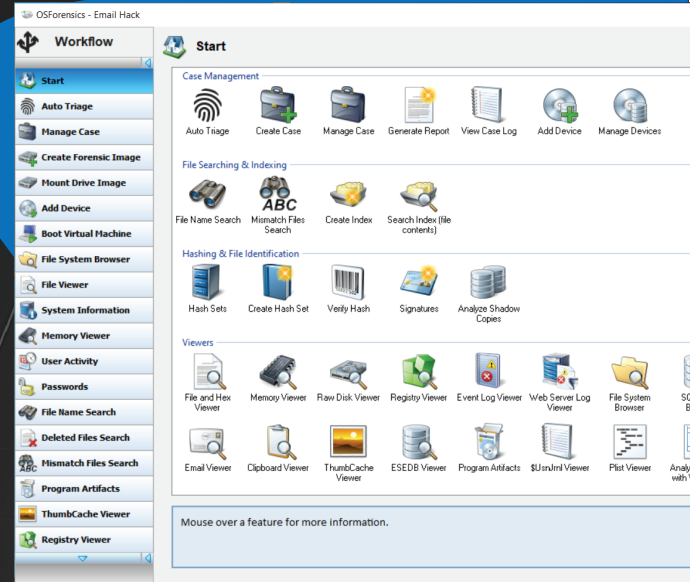 OSForensics - Email Hack
Workflow
Start
Auto Triage
Manage Case
Create Forensic Image
Mount Drive Image
Add Device
Boot Virtual Machine
File System Browser
File Viewer
System Information
Memory Viewer
User Activity
Passwords
File Name Search
Deleted Files Search
Mismatch Files Search
Program Artifacts
ThumbCache Viewer
Registry Viewer
Start
Case Management
Auto Triage
Create Case
Manage Case
Generate Report
View Case Log
Add Device
Manage Devices
File Searching & Indexing
ABC
File Name Search
Mismatch Files
Search
Create Index
Search Index (file
contents)
Hashing & File Identification
Hash Sets
Create Hash Set
Verify Hash
Signatures
Analyze Shadow
Copies
Viewers
File and Hex
Viewer
Memory Viewer
Raw Disk Viewer
Registry Viewer
Event Log Viewer
Web Server Log
Viewer
File System
Browser
SQ
B
Email Viewer
Clipboard Viewer
ThumbCache
Viewer
ESEDB Viewer
Program Artifacts
$UsnJrnl Viewer
Plist Viewer
Analy
with V
Mouse over a feature for more information.